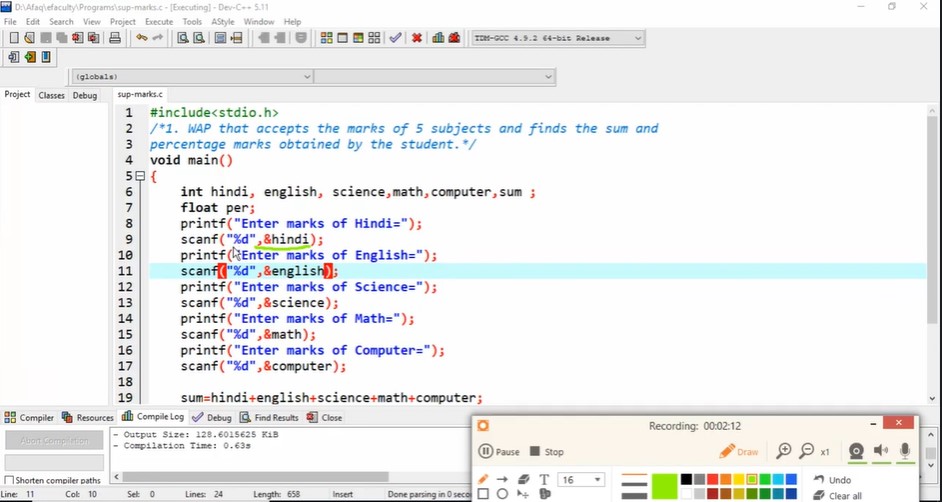 D:\Afaq\efaculty\Programs\sup-marks.c - [Executing] - Dev-C++ 5.11
File Edit Search View Project Execute Tools AStyle Window Help
TDM-GCC 4.9.2 64-bit Release
(globals)
Project Classes Debug
sup-marks.c
1 #include<stdio.h>
2 /*1. WAP that accepts the marks of 5 subjects and finds the sum and
3 percentage marks obtained by the student.*/
4 void main()
5 {
6 int hindi, english, science,math,computer,sum ;
7 float per;
8 printf("Enter marks of Hindi=");
9 scanf("%d",&hindi);
10 printf("Enter marks of English=");
11 scanf("%d",&english);
12 printf("Enter marks of Science=");
13 scanf("%d",&science);
14 printf("Enter marks of Math=");
15 scanf("%d",&math);
16 printf("Enter marks of Computer=");
17 scanf("%d",&computer);
18
19 sum=hindi+english+science+math+computer;
Compiler Resources Compile Log Debug Find Results Close
Abort Compilation
Shorten compiler paths
- Output Size: 128.6015625 KiB
- Compilation Time: 0.63s
Recording: 00:02:12
Pause Stop Draw x1
T 16 Undo
Clear all
Line: 11 Col: 10 Sel: 0 Lines: 24 Length: 658 Insert Done parsing in 0 seco